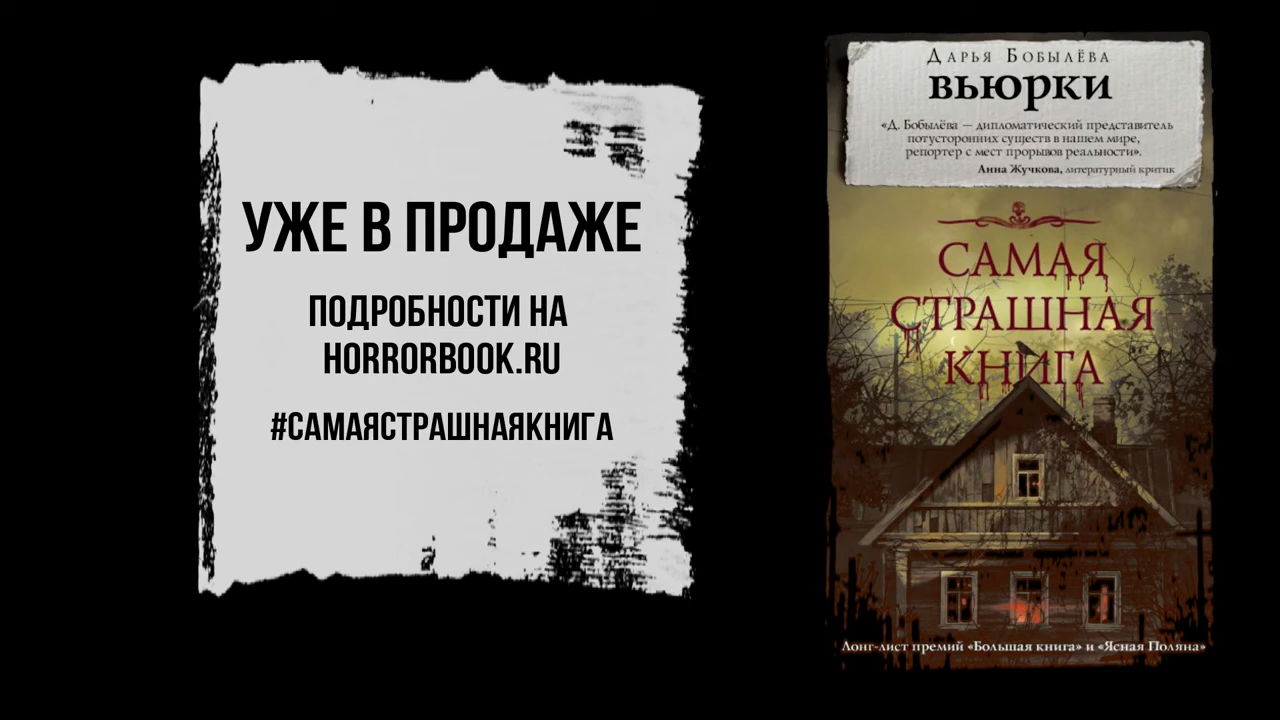 УЖЕ В ПРОДАЖЕ
ПОДРОБНОСТИ НА
HORRORBOOK.RU
#САМАЯСТРАШНАЯКНИГА
ДАРЬЯ БОБЫЛЁВА
ВЬЮРКИ
«Д. Бобылёва — дипломатический представитель
потусторонних существ в нашем мире,
репортер с мест прорывов реальности».
Анна Жучкова, литературный критик
САМАЯ
СТРАШНАЯ
КНИГА
Лонг-лист премий «Большая книга» и «Ясная Поляна»